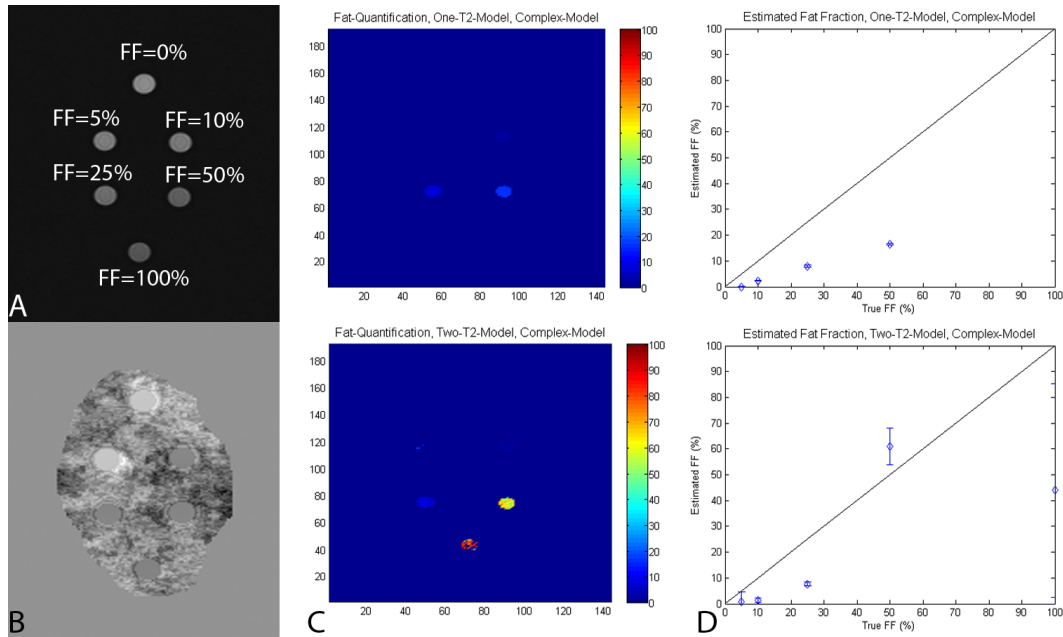 FF=0%
FF=5%
FF=10%
FF=25%
FF=50%
FF=100%
A
B
Fat-Quantification, One-T2-Model, Complex-Model
180
160
140
120
100
80
60
40
20
20 40 60 80 100 120 140
100
90
80
70
60
50
40
30
20
10
0
Fat-Quantification, Two-T2-Model, Complex-Model
180
160
140
120
100
80
60
40
20
20 40 60 80 100 120 140
100
90
80
70
60
50
40
30
20
10
0
C
Estimated Fat Fraction, One-T2-Model, Complex-Model
Estimated FF (%)
100
90
80
70
60
50
40
30
20
10
0
0 10 20 30 40 50 60 70 80 90 100
True FF (%)
Estimated Fat Fraction, Two-T2-Model, Complex-Model
Estimated FF (%)
100
90
80
70
60
50
40
30
20
10
0
0 10 20 30 40 50 60 70 80 90 100
True FF (%)
D